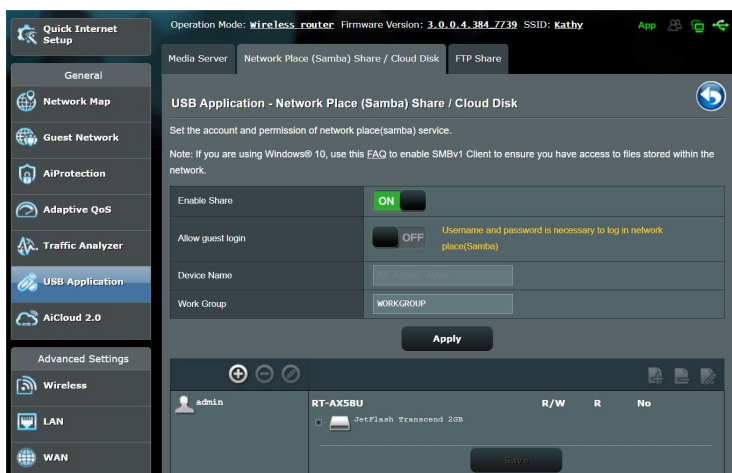 Quick Internet
Setup
Operation Mode: Wireless router Firmware Version: 3.0.0.4.384_7739 SSID: Kathy App
Media Server Network Place (Samba) Share / Cloud Disk FTP Share
General
Network Map
Guest Network
AiProtection
Adaptive QoS
Traffic Analyzer
USB Application
AiCloud 2.0
Advanced Settings
Wireless
LAN
WAN
USB Application - Network Place (Samba) Share / Cloud Disk
Set the account and permission of network place(samba) service.
Note: If you are using Windows® 10, use this FAQ to enable SMBv1 Client to ensure you have access to files stored within the
network.
Enable Share ON
Allow guest login OFF Username and password is necessary to log in network
place(Samba)
Device Name
Work Group WORKGROUP
Apply
admin RT-AX58U R/W R No
JetFlash Transcend 2GB
Save